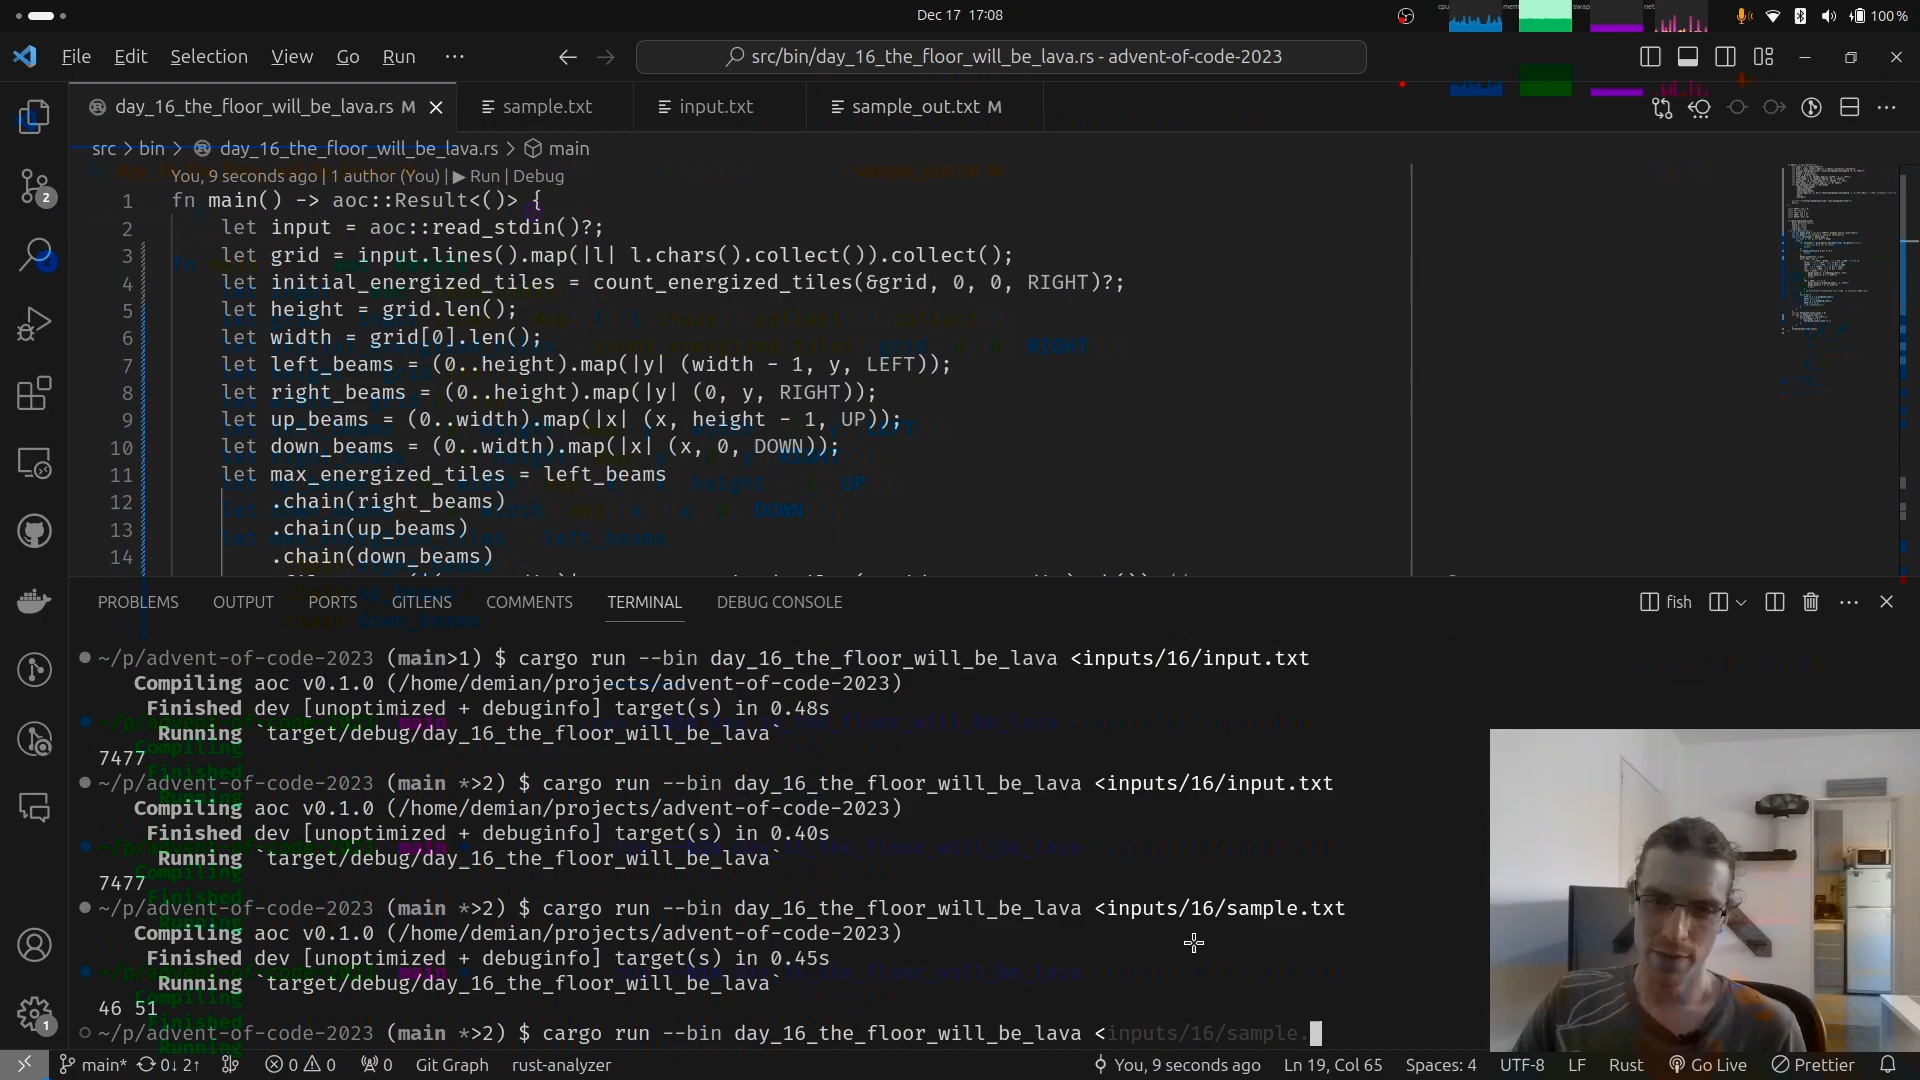 Dec 17 17:08
cpu mem swap net 100 %
File Edit Selection View Go Run ··· src/bin/day_16_the_floor_will_be_lava.rs - advent-of-code-2023
day_16_the_floor_will_be_lava.rs M sample.txt input.txt sample_out.txt M
src > bin > day_16_the_floor_will_be_lava.rs > main
You, 9 seconds ago | 1 author (You) | ▶ Run | Debug
1 fn main() -> aoc::Result<()> {
2 let input = aoc::read_stdin()?;
3 let grid = input.lines().map(|l| l.chars().collect()).collect();
4 let initial_energized_tiles = count_energized_tiles(&grid, 0, 0, RIGHT)?;
5 let height = grid.len();
6 let width = grid[0].len();
7 let left_beams = (0..height).map(|y| (width - 1, y, LEFT));
8 let right_beams = (0..height).map(|y| (0, y, RIGHT));
9 let up_beams = (0..width).map(|x| (x, height - 1, UP));
10 let down_beams = (0..width).map(|x| (x, 0, DOWN));
11 let max_energized_tiles = left_beams
12 .chain(right_beams)
13 .chain(up_beams)
14 .chain(down_beams)
PROBLEMS OUTPUT PORTS GITLENS COMMENTS TERMINAL DEBUG CONSOLE fish
~/p/advent-of-code-2023 (main>1) $ cargo run --bin day_16_the_floor_will_be_lava <inputs/16/input.txt
Compiling aoc v0.1.0 (/home/demian/projects/advent-of-code-2023)
Finished dev [unoptimized + debuginfo] target(s) in 0.48s
Running `target/debug/day_16_the_floor_will_be_lava`
7477
~/p/advent-of-code-2023 (main *>2) $ cargo run --bin day_16_the_floor_will_be_lava <inputs/16/input.txt
Compiling aoc v0.1.0 (/home/demian/projects/advent-of-code-2023)
Finished dev [unoptimized + debuginfo] target(s) in 0.40s
Running `target/debug/day_16_the_floor_will_be_lava`
7477
~/p/advent-of-code-2023 (main *>2) $ cargo run --bin day_16_the_floor_will_be_lava <inputs/16/sample.txt
Compiling aoc v0.1.0 (/home/demian/projects/advent-of-code-2023)
Finished dev [unoptimized + debuginfo] target(s) in 0.45s
Running `target/debug/day_16_the_floor_will_be_lava`
46 51
~/p/advent-of-code-2023 (main *>2) $ cargo run --bin day_16_the_floor_will_be_lava <inputs/16/sample.
main* 0↓ 2↑ 0 0 0 Git Graph rust-analyzer You, 9 seconds ago Ln 19, Col 65 Spaces: 4 UTF-8 LF Rust Go Live Prettier